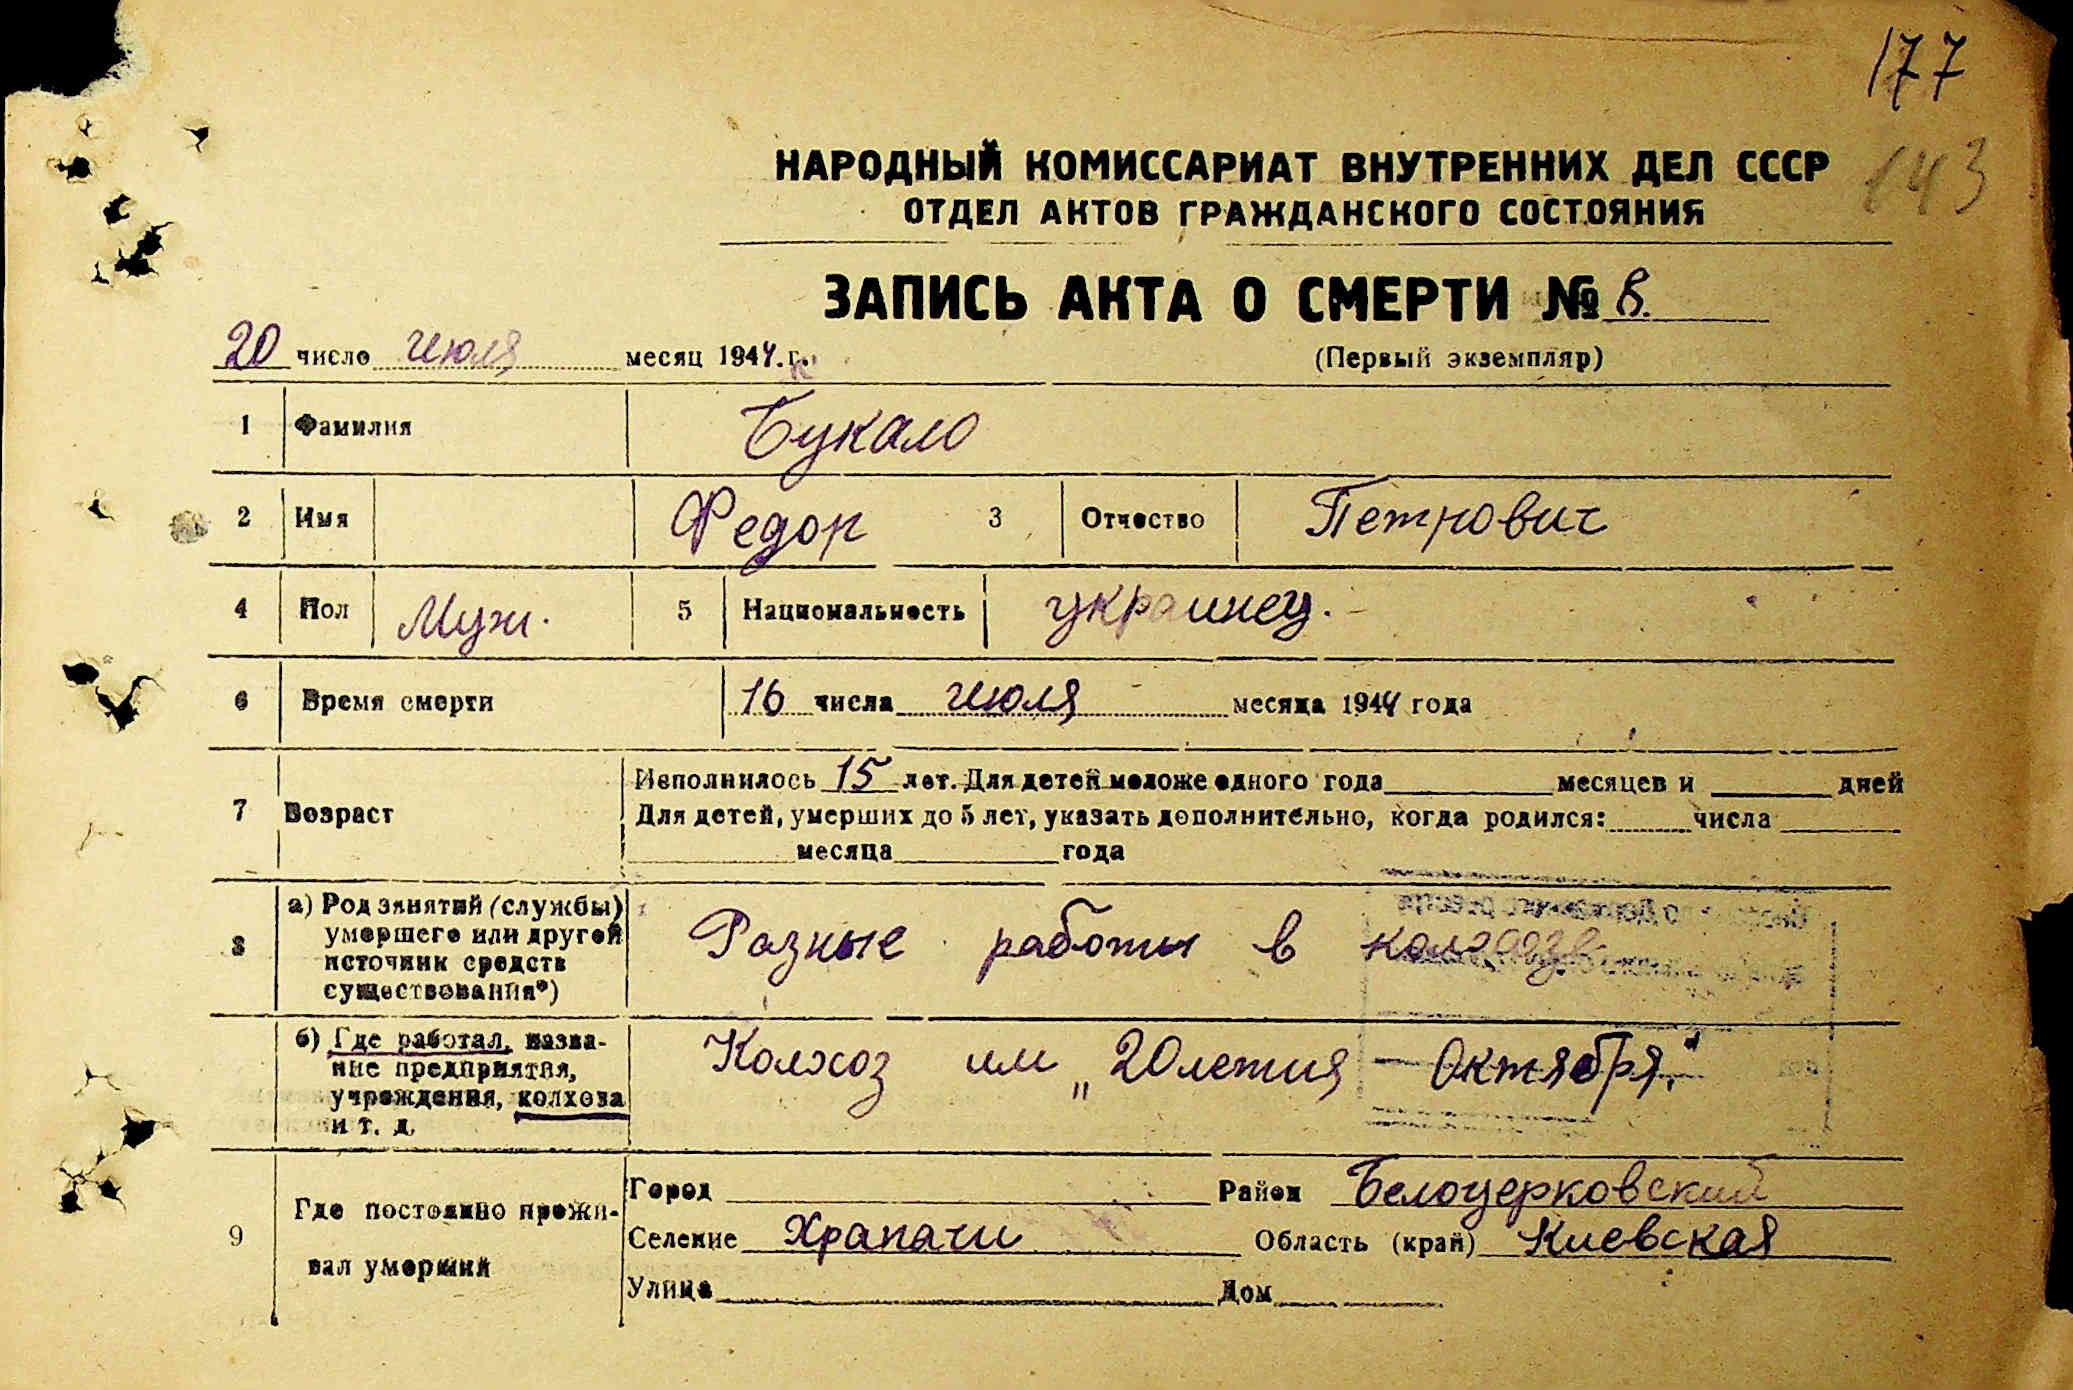 177
143
НАРОДНЫЙ КОМИССАРИАТ ВНУТРЕННИХ ДЕЛ СССР
ОТДЕЛ АКТОВ ГРАЖДАНСКОГО СОСТОЯНИЯ
ЗАПИСЬ АКТА О СМЕРТИ № 8.
20 число июля месяц 1944 г. (Первый экземпляр)
1 Фамилия Букало
2 Имя Федор 3 Отчество Петрович
4 Пол Муж. 5 Национальность украинец.
6 Время смерти 16 числа июля месяца 1944 года
Исполнилось 15 лет. Для детей моложе одного года месяцев и дней
7 Возраст Для детей, умерших до 5 лет, указать дополнительно, когда родился: числа
месяца года
8 а) Род занятий (службы) умершего или другой источник средств существования*) Разные работы в колхозе
б) Где работал, название предприятия, учреждения, колхоза и т. д. Колхоз им „20летия Октября"
9 Где постоянно проживал умерший
Город Район Белоцерковский
Селение Храпачи Область (край) Киевская
Улица Дом